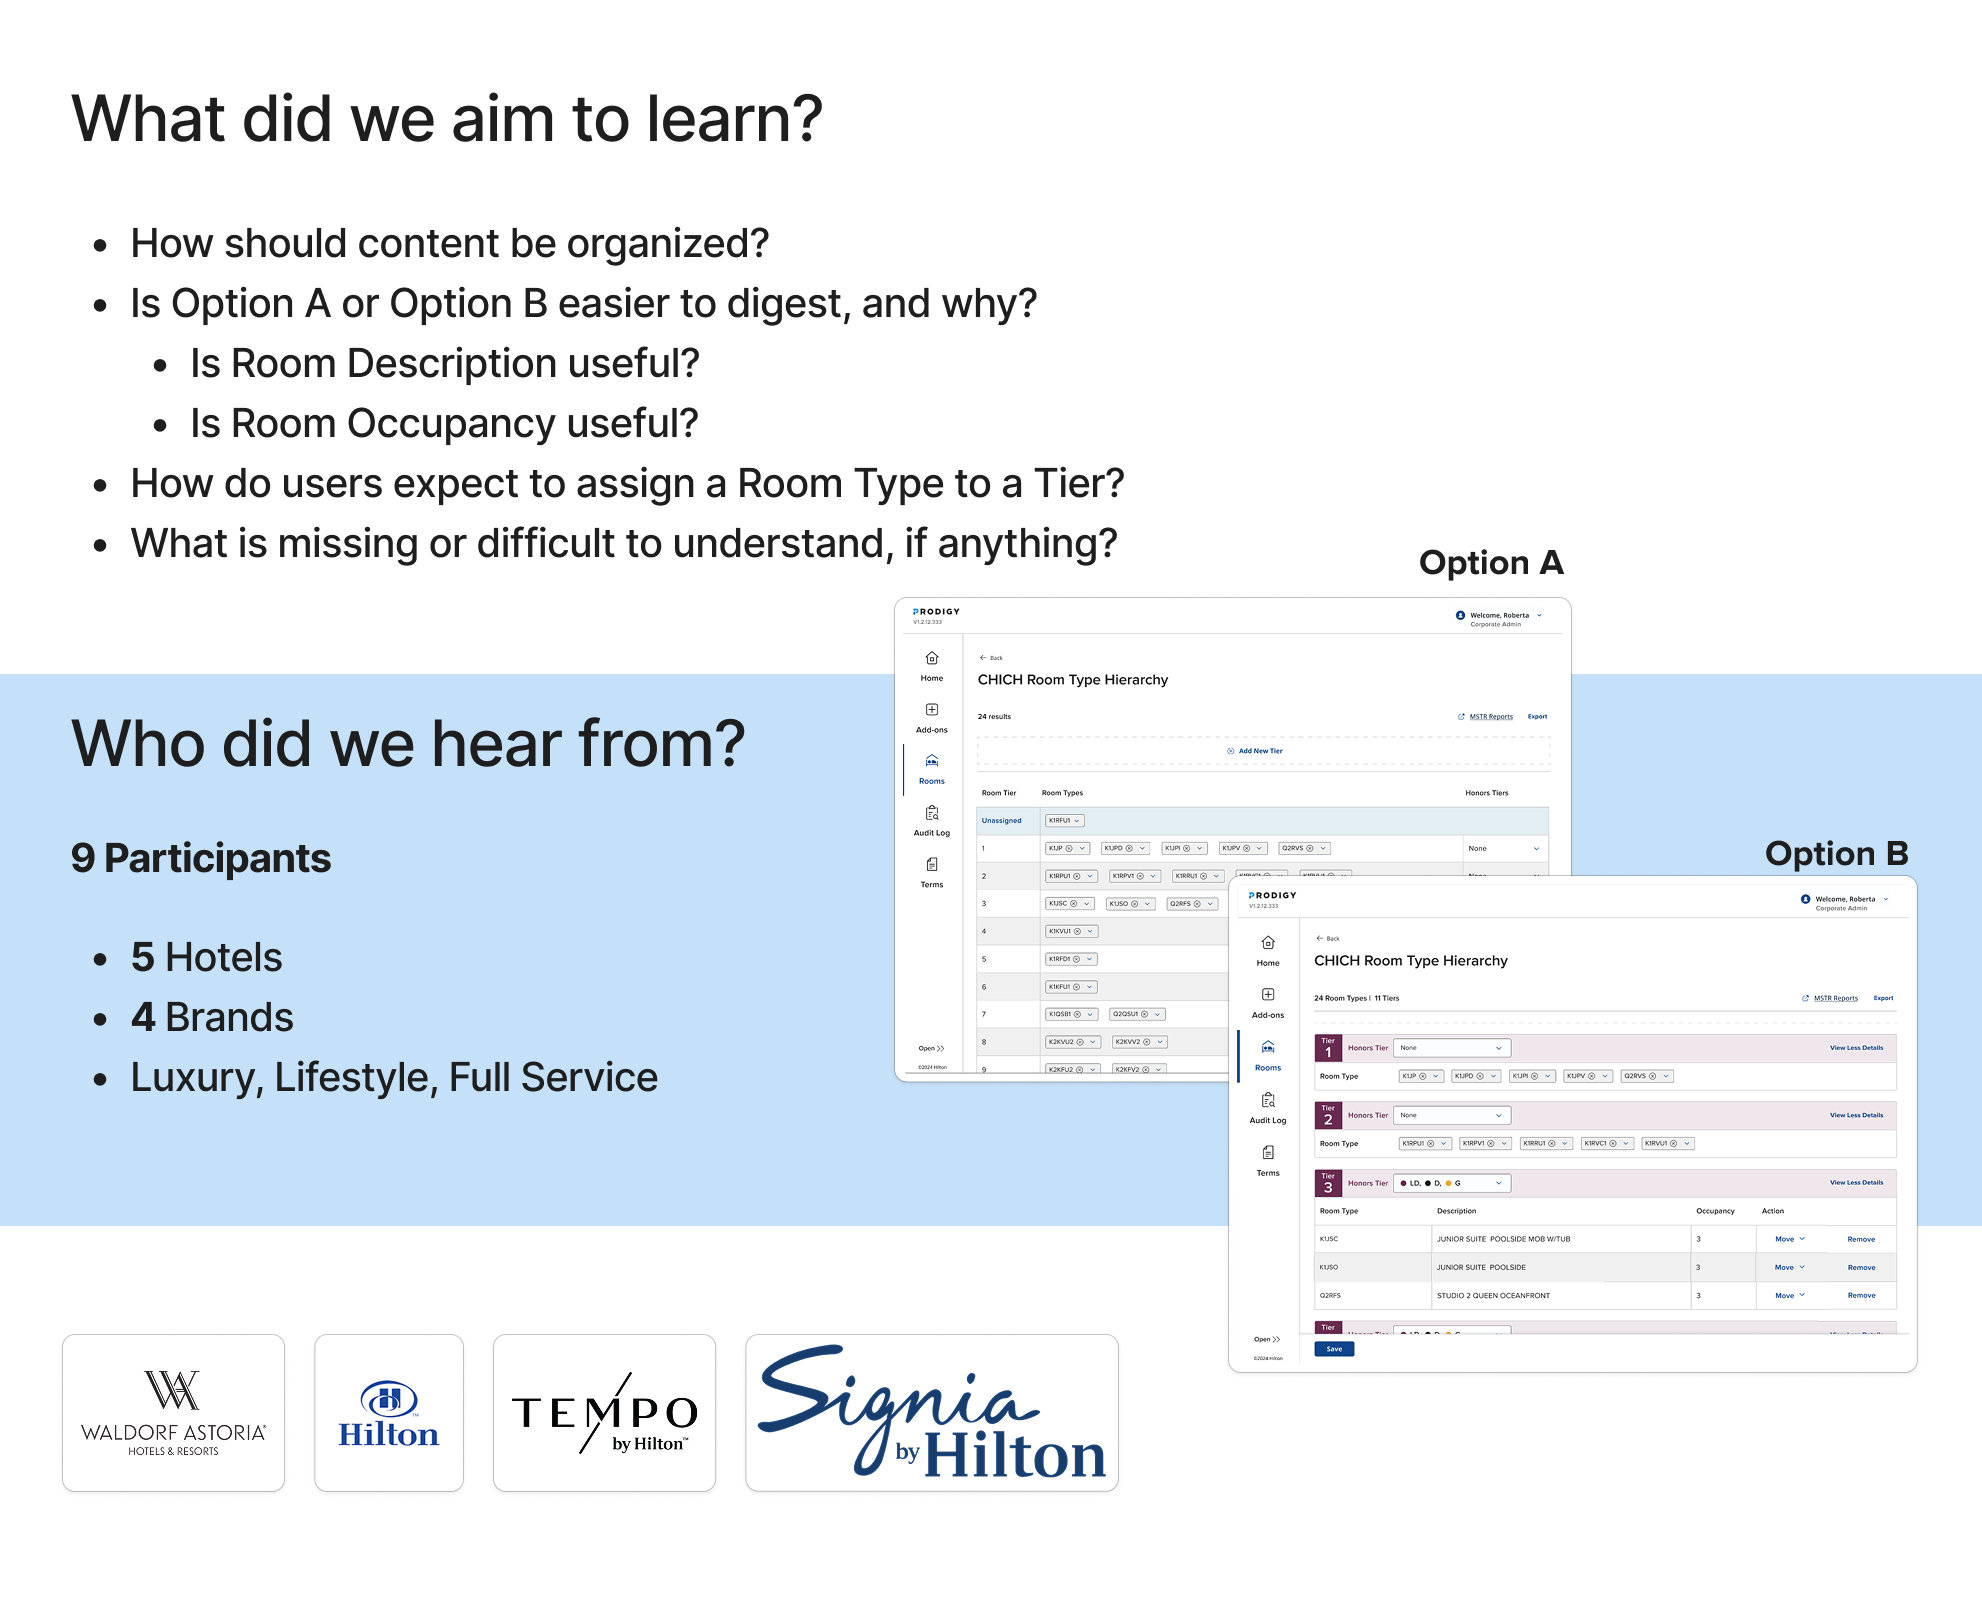 What did we aim to learn?
• How should content be organized?
• Is Option A or Option B easier to digest, and why?
• Is Room Description useful?
• Is Room Occupancy useful?
• How do users expect to assign a Room Type to a Tier?
• What is missing or difficult to understand, if anything?
Who did we hear from?
9 Participants
• 5 Hotels
• 4 Brands
• Luxury, Lifestyle, Full Service
Option A
PRODIGY
V1.2.12.333
Welcome, Roberta
Corporate Admin
Home
Add-ons
Rooms
Audit Log
Terms
Open
©2024 Hilton
Back
CHICH Room Type Hierarchy
24 results
MSTR Reports Export
Add New Tier
Room Tier Room Types Honors Tiers
Unassigned K1RFU1
1 K1JP K1JPD K1JPI K1JPV Q2RVS None
2 K1RPU1 K1RPV1 K1RRU1
3 K1JSC K1JSO Q2RFS
4 K1KVU1
5 K1RFD1
6 K1KFU1
7 K1QSB1 Q2QSU1
8 K2KVU2 K2KVV2
9 K2KFU2 K2KFV2
Option B
PRODIGY
V1.2.12.333
Welcome, Roberta
Corporate Admin
Home
Add-ons
Rooms
Audit Log
Terms
Open
©2024 Hilton
Back
CHICH Room Type Hierarchy
24 Room Types | 11 Tiers
MSTR Reports Export
Tier 1 Honors Tier None View Less Details
Room Type K1JP K1JPD K1JPI K1JPV Q2RVS
Tier 2 Honors Tier None View Less Details
Room Type K1RPU1 K1RPV1 K1RRU1 K1RVC1 K1RVU1
Tier 3 Honors Tier LD, D, G View Less Details
Room Type Description Occupancy Action
K1JSC JUNIOR SUITE POOLSIDE MOB W/TUB 3 Move Remove
K1JSO JUNIOR SUITE POOLSIDE 3 Move Remove
Q2RFS STUDIO 2 QUEEN OCEANFRONT 3 Move Remove
Tier
Save
WALDORF ASTORIA®
HOTELS & RESORTS
Hilton™
TEMPO
by Hilton™
Signia
by Hilton